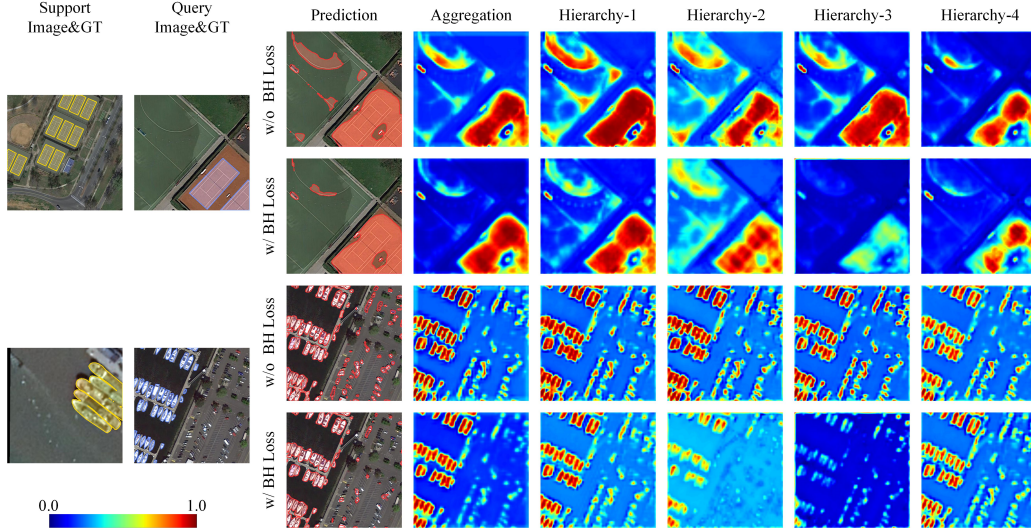 Support
Image&GT
Query
Image&GT
Prediction
Aggregation
Hierarchy-1
Hierarchy-2
Hierarchy-3
Hierarchy-4
w/o BH Loss
w/ BH Loss
w/o BH Loss
w/ BH Loss
0.0
1.0